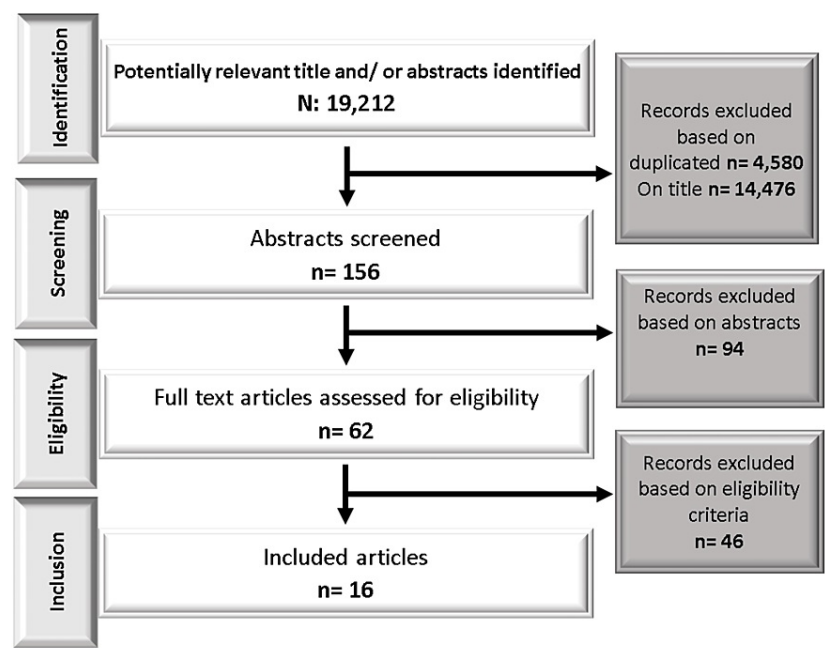 Identification
Potentially relevant title and/ or abstracts identified
N: 19,212
Records excluded
based on
duplicated n= 4,580
On title n= 14,476
Screening
Abstracts screened
n= 156
Records excluded
based on abstracts
n= 94
Eligibility
Full text articles assessed for eligibility
n= 62
Records excluded
based on eligibility
criteria
n= 46
Inclusion
Included articles
n= 16